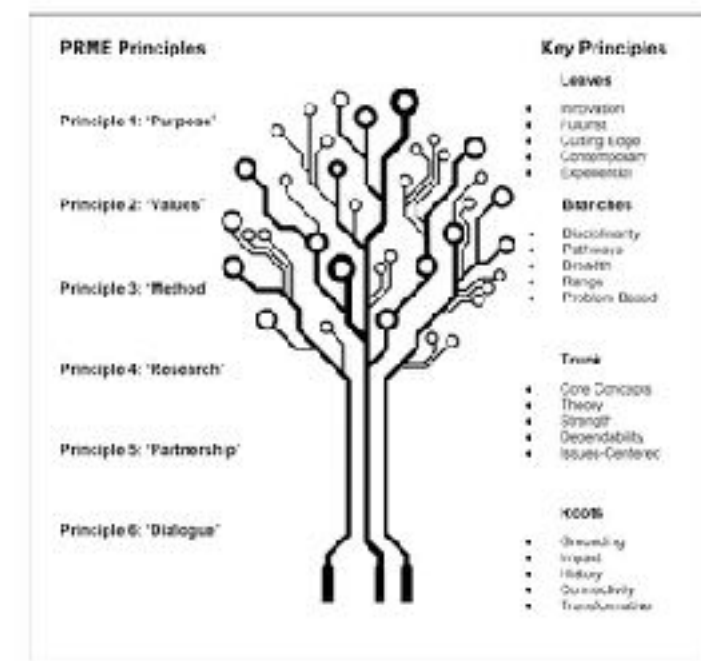 PRME Principles
Principle 1: "Purpose"
Principle 2: "Values"
Principle 3: "Method
Principle 4: "Research"
Principle 5: "Partnership"
Principle 6: "Dialogue"
Key Principles
Leaves
• Innovation
• Futurist
• Cutting Edge
• Contemporary
• Experiential
Branches
- Disciplinarity
- Pathways
- Breadth
- Range
- Problem Based
Trunk
• Core Concepts
• Theory
• Strength
• Dependability
• Issues-Centered
Roots
• Grounding
• Impact
• History
• Connectivity
• Transformative